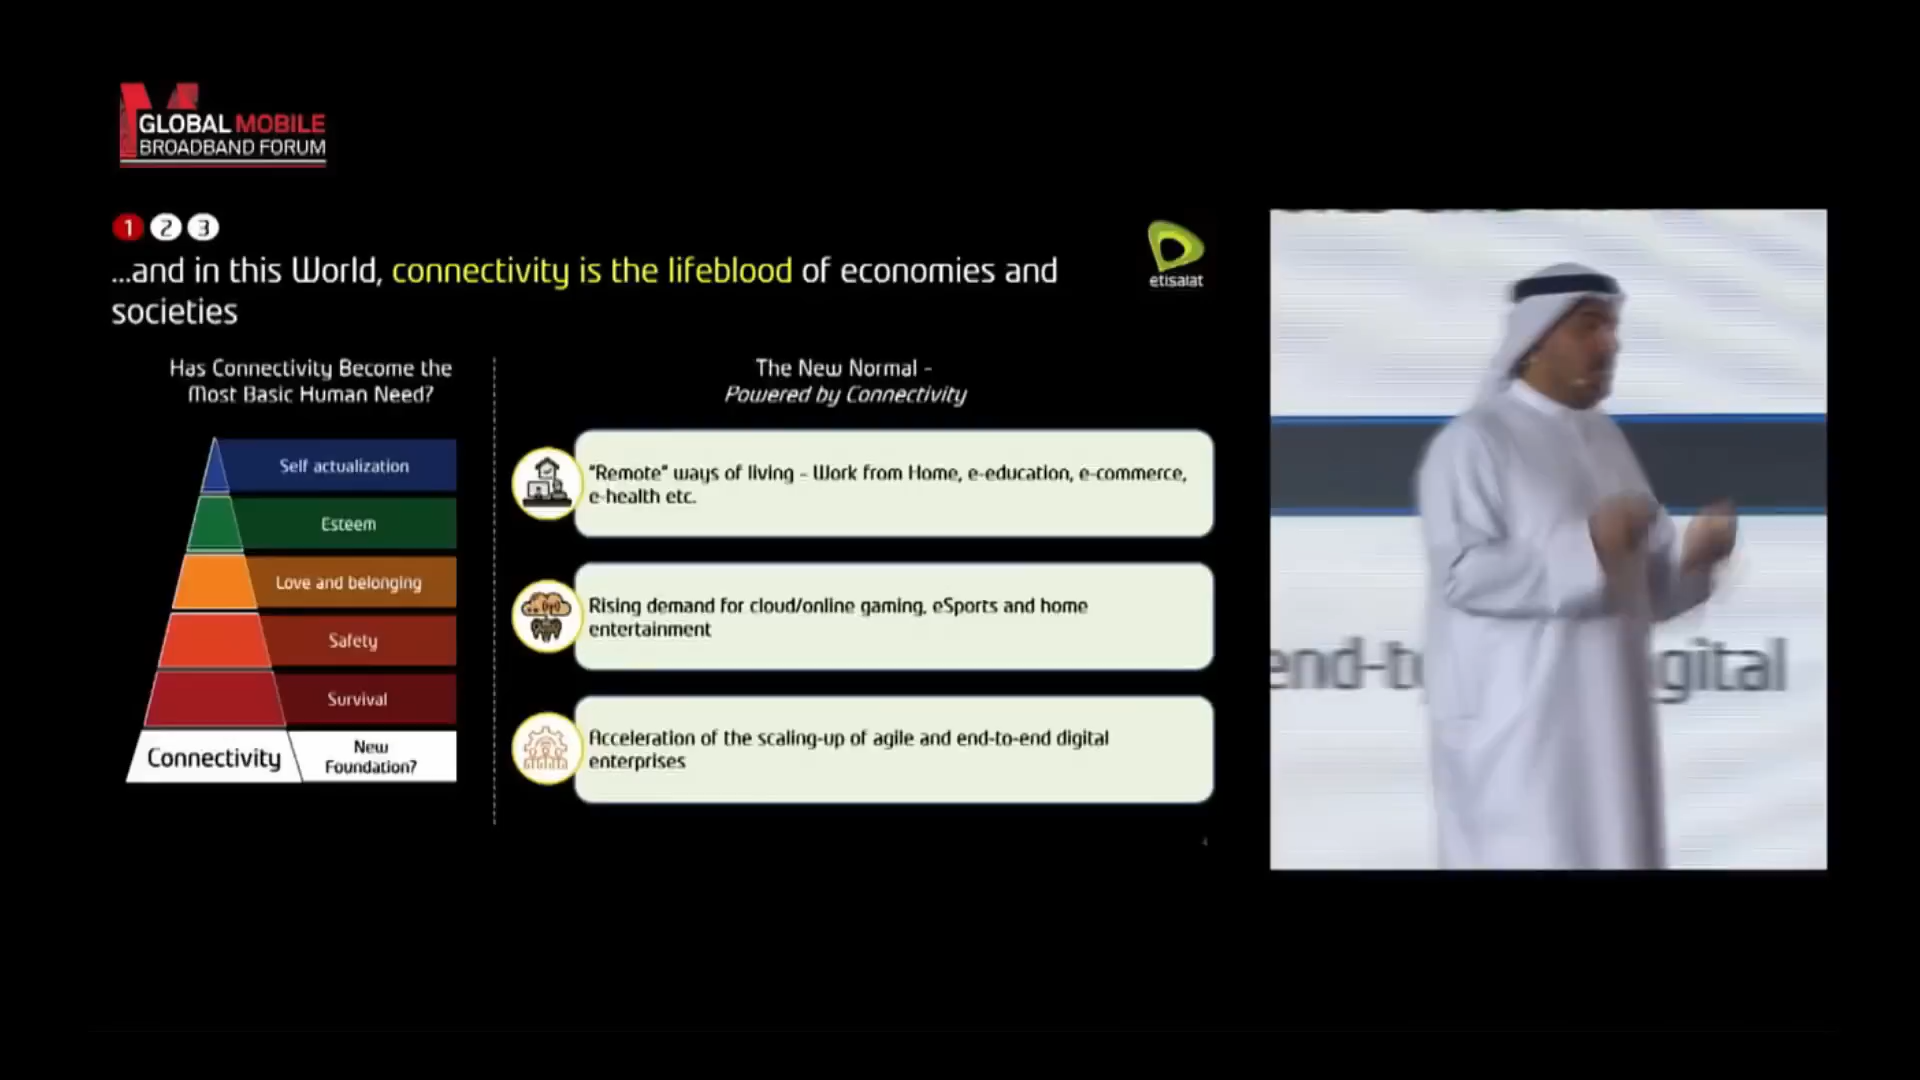 GLOBAL MOBILE
BROADBAND FORUM
1 2 3
...and in this World, connectivity is the lifeblood of economies and
societies
etisalat
Has Connectivity Become the
Most Basic Human Need?
Self actualization
Esteem
Love and belonging
Safety
Survival
Connectivity
New
Foundation?
The New Normal -
Powered by Connectivity
"Remote" ways of living - Work from Home, e-education, e-commerce,
e-health etc.
Rising demand for cloud/online gaming, eSports and home
entertainment
Acceleration of the scaling-up of agile and end-to-end digital
enterprises
4
end-t
gital